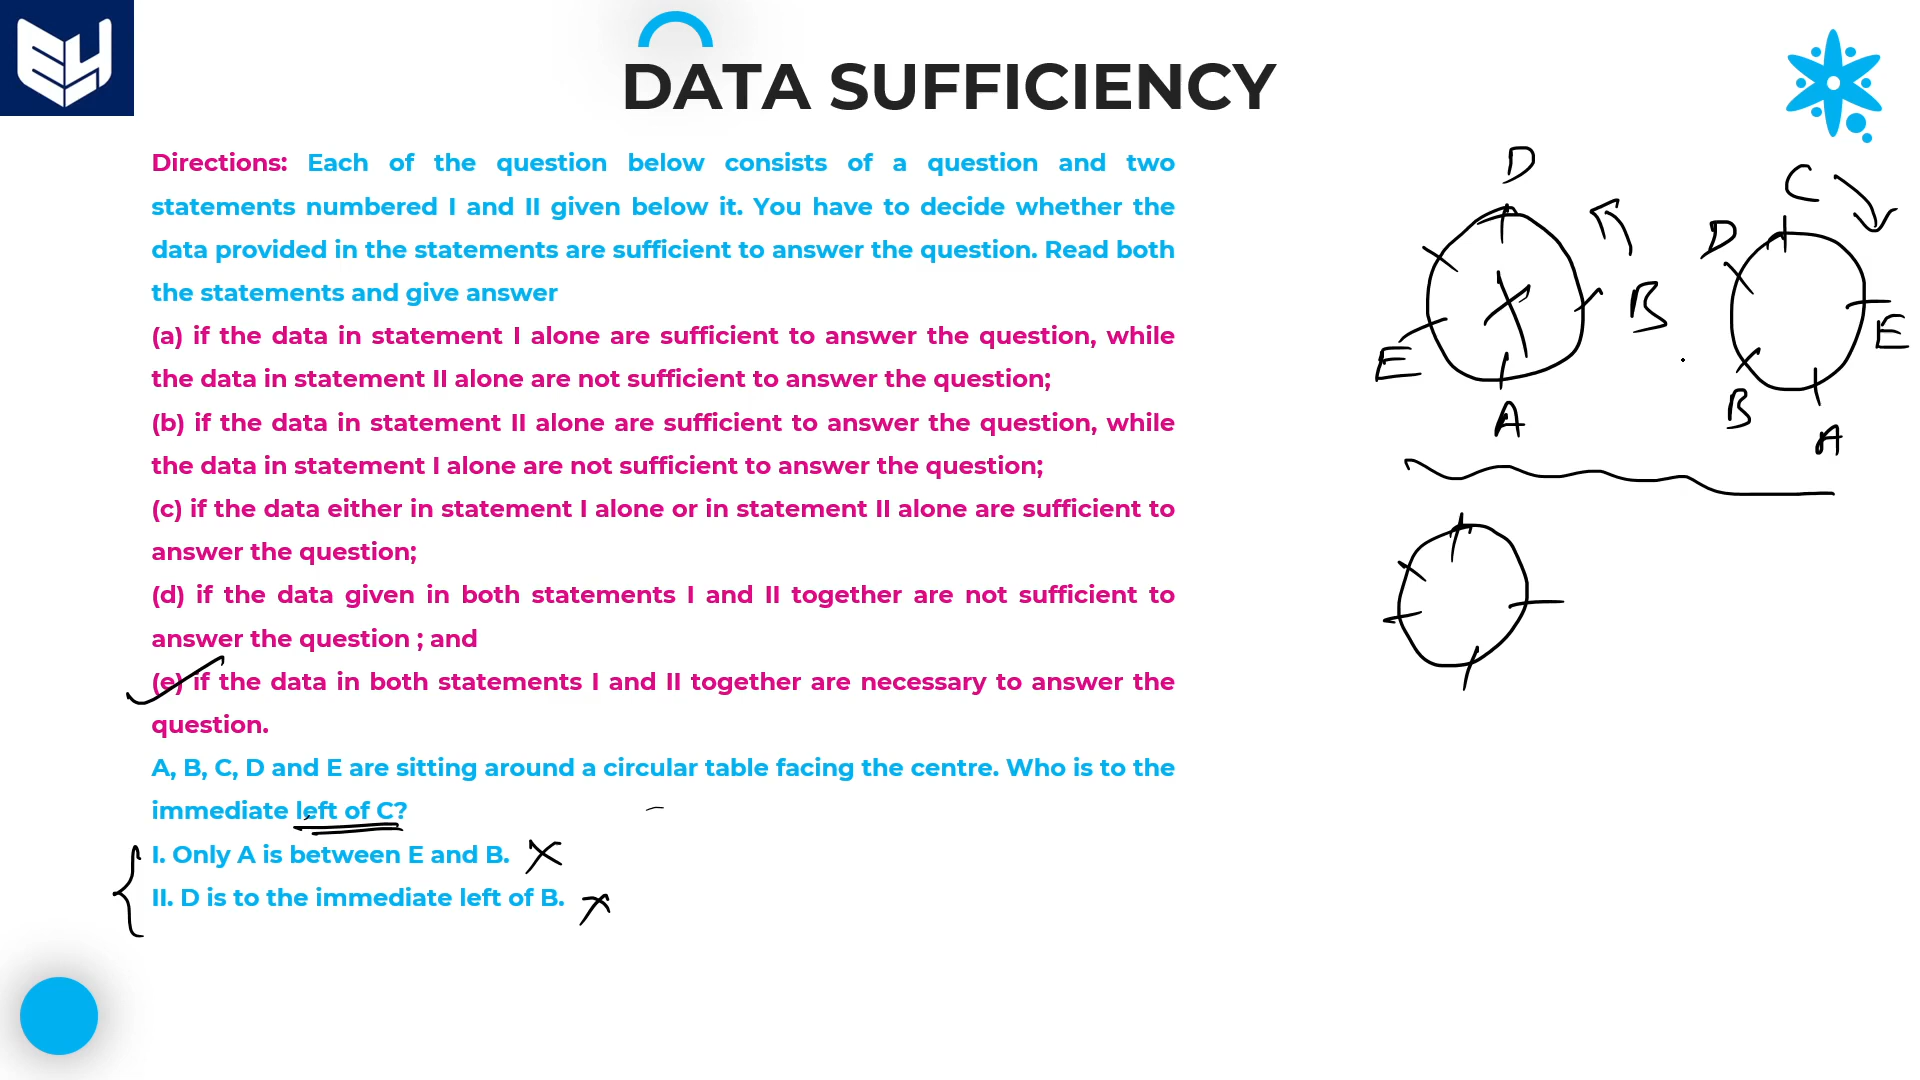 DATA SUFFICIENCY
Directions: Each of the question below consists of a question and two
statements numbered I and II given below it. You have to decide whether the
data provided in the statements are sufficient to answer the question. Read both
the statements and give answer
(a) if the data in statement I alone are sufficient to answer the question, while
the data in statement II alone are not sufficient to answer the question;
(b) if the data in statement II alone are sufficient to answer the question, while
the data in statement I alone are not sufficient to answer the question;
(c) if the data either in statement I alone or in statement II alone are sufficient to
answer the question;
(d) if the data given in both statements I and II together are not sufficient to
answer the question ; and
(e) if the data in both statements I and II together are necessary to answer the
question.
A, B, C, D and E are sitting around a circular table facing the centre. Who is to the
immediate left of C?
I. Only A is between E and B.
II. D is to the immediate left of B.
D
B
E
A
C
D
E
B
A